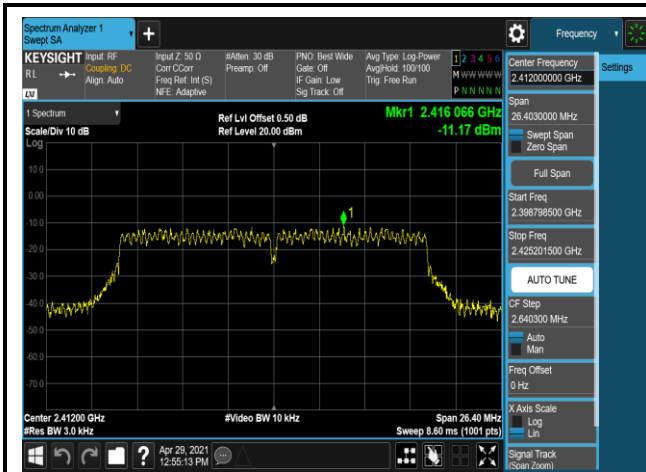 Spectrum Analyzer 1
Swept SA
Frequency
KEYSIGHT Input: RF
RL
Coupling: DC
Align: Auto
LXI
Input Z: 50 Ω
Corr CCorr
Freq Ref: Int (S)
NFE: Adaptive
#Atten: 30 dB
Preamp: Off
PNO: Best Wide
Gate: Off
IF Gain: Low
Sig Track: Off
Avg Type: Log-Power
Avg|Hold: 100/100
Trig: Free Run
1 2 3 4 5 6
M W W W W W
P N N N N N
1 Spectrum
Scale/Div 10 dB
Ref Lvl Offset 0.50 dB
Ref Level 20.00 dBm
Mkr1 2.416 066 GHz
-11.17 dBm
Log
10.0
0.00
-10.0
-20.0
-30.0
-40.0
-50.0
-60.0
-70.0
1
Center 2.41200 GHz
#Res BW 3.0 kHz
#Video BW 10 kHz
Span 26.40 MHz
Sweep 8.60 ms (1001 pts)
Apr 29, 2021
12:55:13 PM
Center Frequency
2.412000000 GHz
Settings
Span
26.4030000 MHz
Swept Span
Zero Span
Full Span
Start Freq
2.398798500 GHz
Stop Freq
2.425201500 GHz
AUTO TUNE
CF Step
2.640300 MHz
Auto
Man
Freq Offset
0 Hz
X Axis Scale
Log
Lin
Signal Track
(Span Zoom)